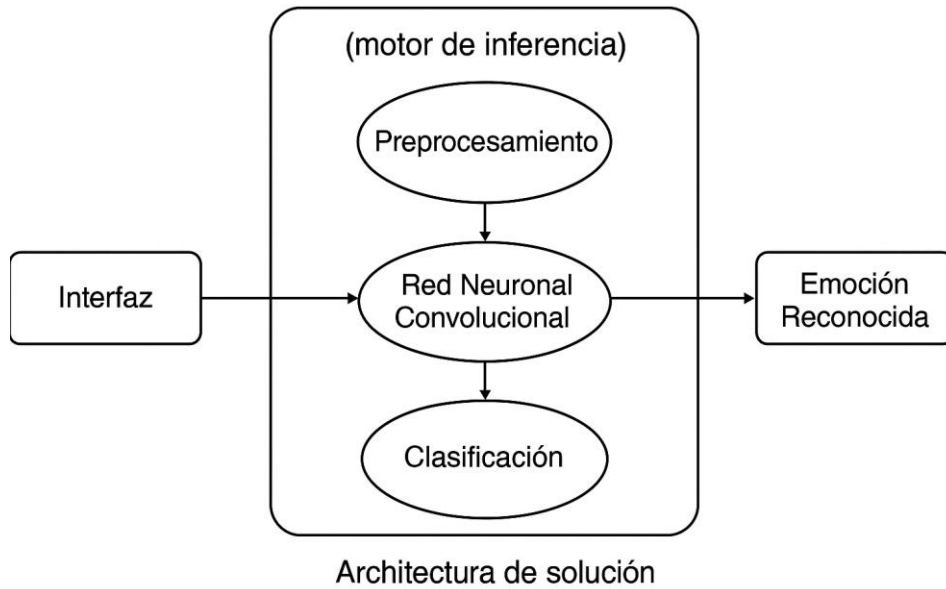 (motor de inferencia)
Preprocesamiento
Interfaz
Red Neuronal
Convolucional
Emoción
Reconocida
Clasificación
Architectura de solución